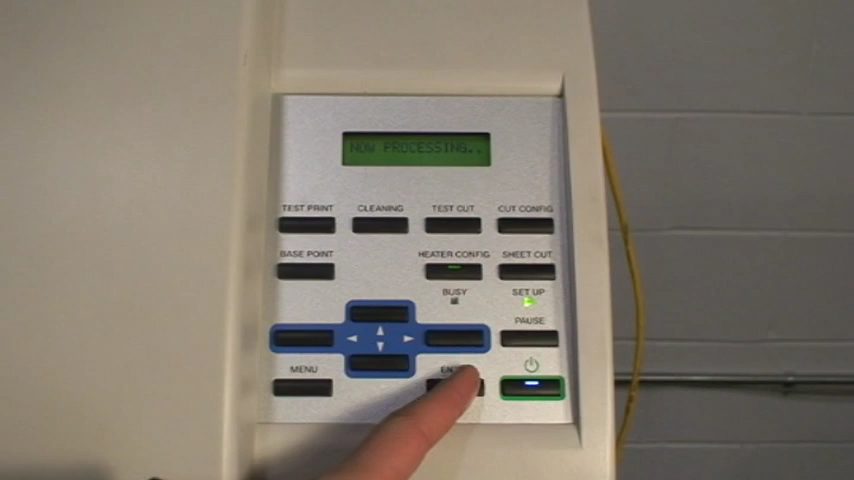 NOW PROCESSING..
TEST PRINT CLEANING TEST CUT CUT CONFIG
BASE POINT HEATER CONFIG SHEET CUT
BUSY SET UP
PAUSE
MENU